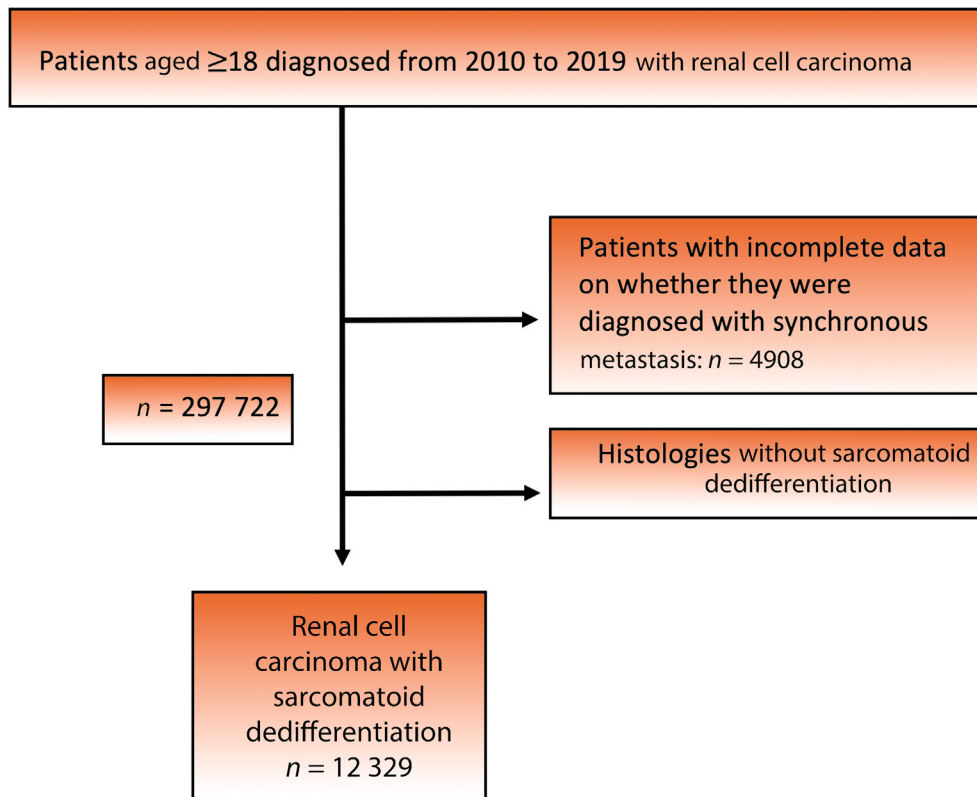 Patients aged ≥18 diagnosed from 2010 to 2019 with renal cell carcinoma
Patients with incomplete data
on whether they were
diagnosed with synchronous
metastasis: n = 4908
n = 297 722
Histologies without sarcomatoid
dedifferentiation
Renal cell
carcinoma with
sarcomatoid
dedifferentiation
n = 12 329